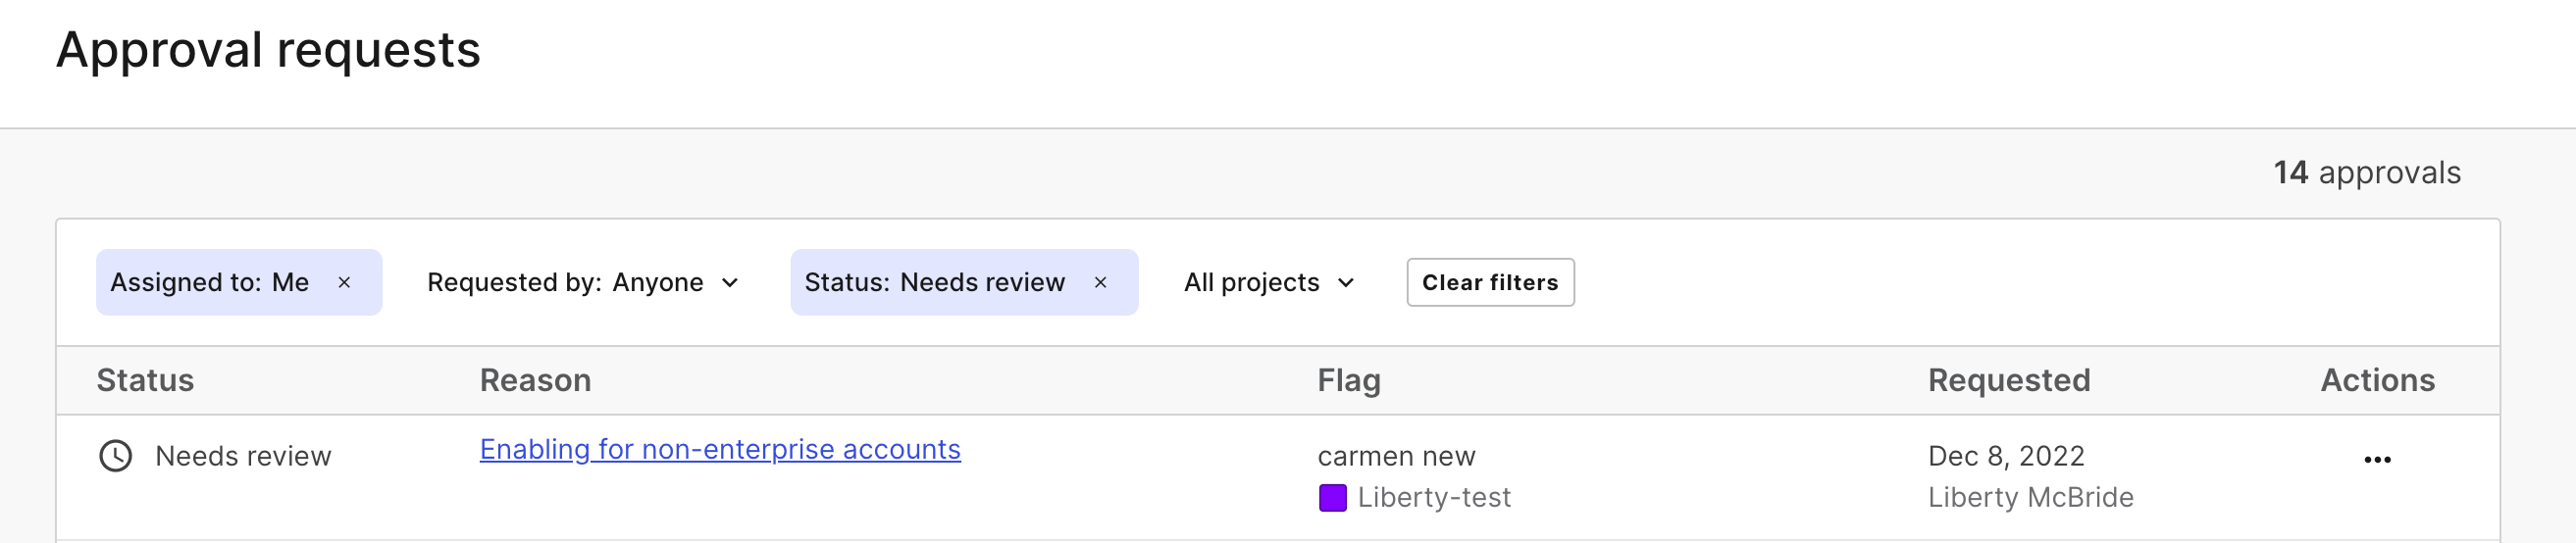 Approval requests
14 approvals
Assigned to: Me × Requested by: Anyone Status: Needs review × All projects Clear filters
Status Reason Flag Requested Actions
Needs review Enabling for non-enterprise accounts carmen new Dec 8, 2022
Liberty-test Liberty McBride